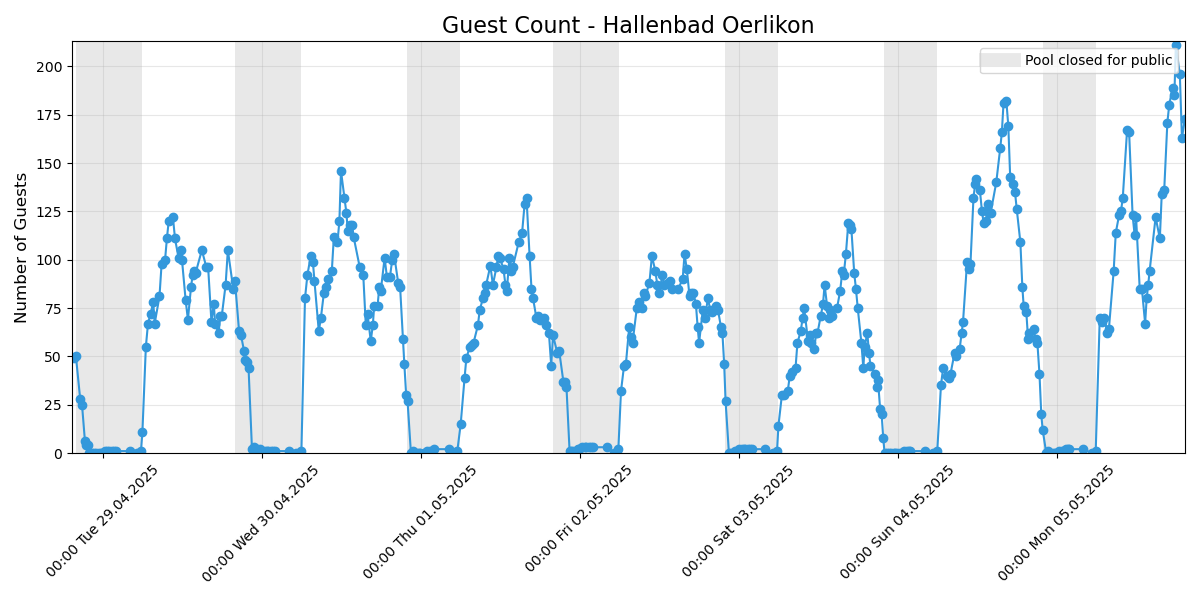 Guest Count - Hallenbad Oerlikon
Pool closed for public
Number of Guests
200
175
150
125
100
75
50
25
0
00:00 Tue 29.04.2025
00:00 Wed 30.04.2025
00:00 Thu 01.05.2025
00:00 Fri 02.05.2025
00:00 Sat 03.05.2025
00:00 Sun 04.05.2025
00:00 Mon 05.05.2025